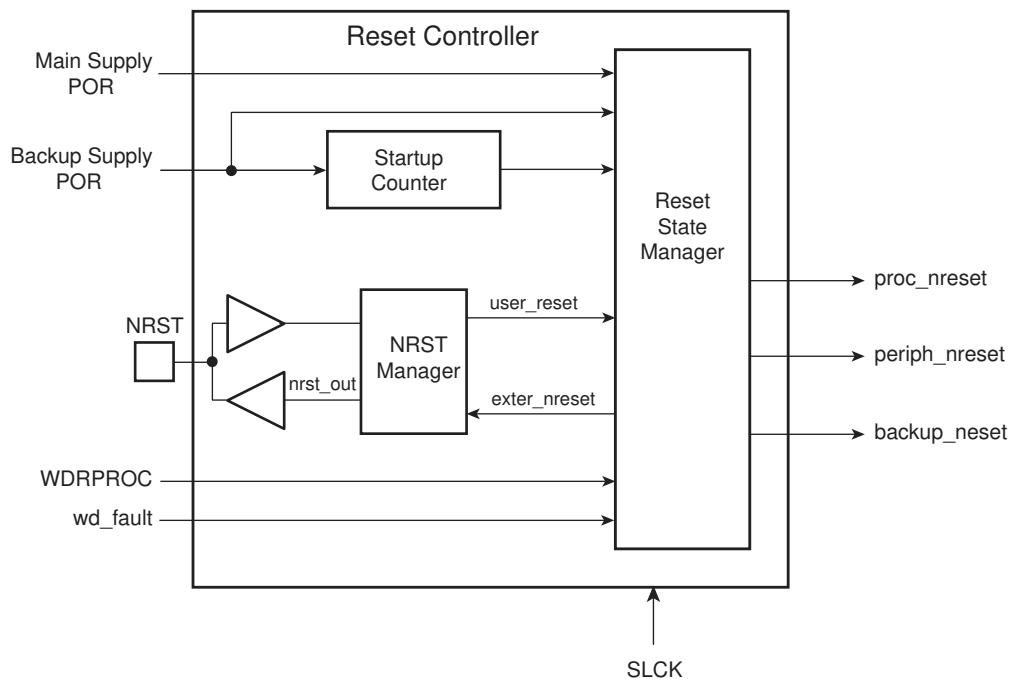 Reset Controller
Main Supply
POR
Backup Supply
POR
Startup
Counter
Reset
State
Manager
proc_nreset
user_reset
NRST
NRST
Manager
nrst_out
periph_nreset
exter_nreset
backup_neset
WDRPROC
wd_fault
SLCK